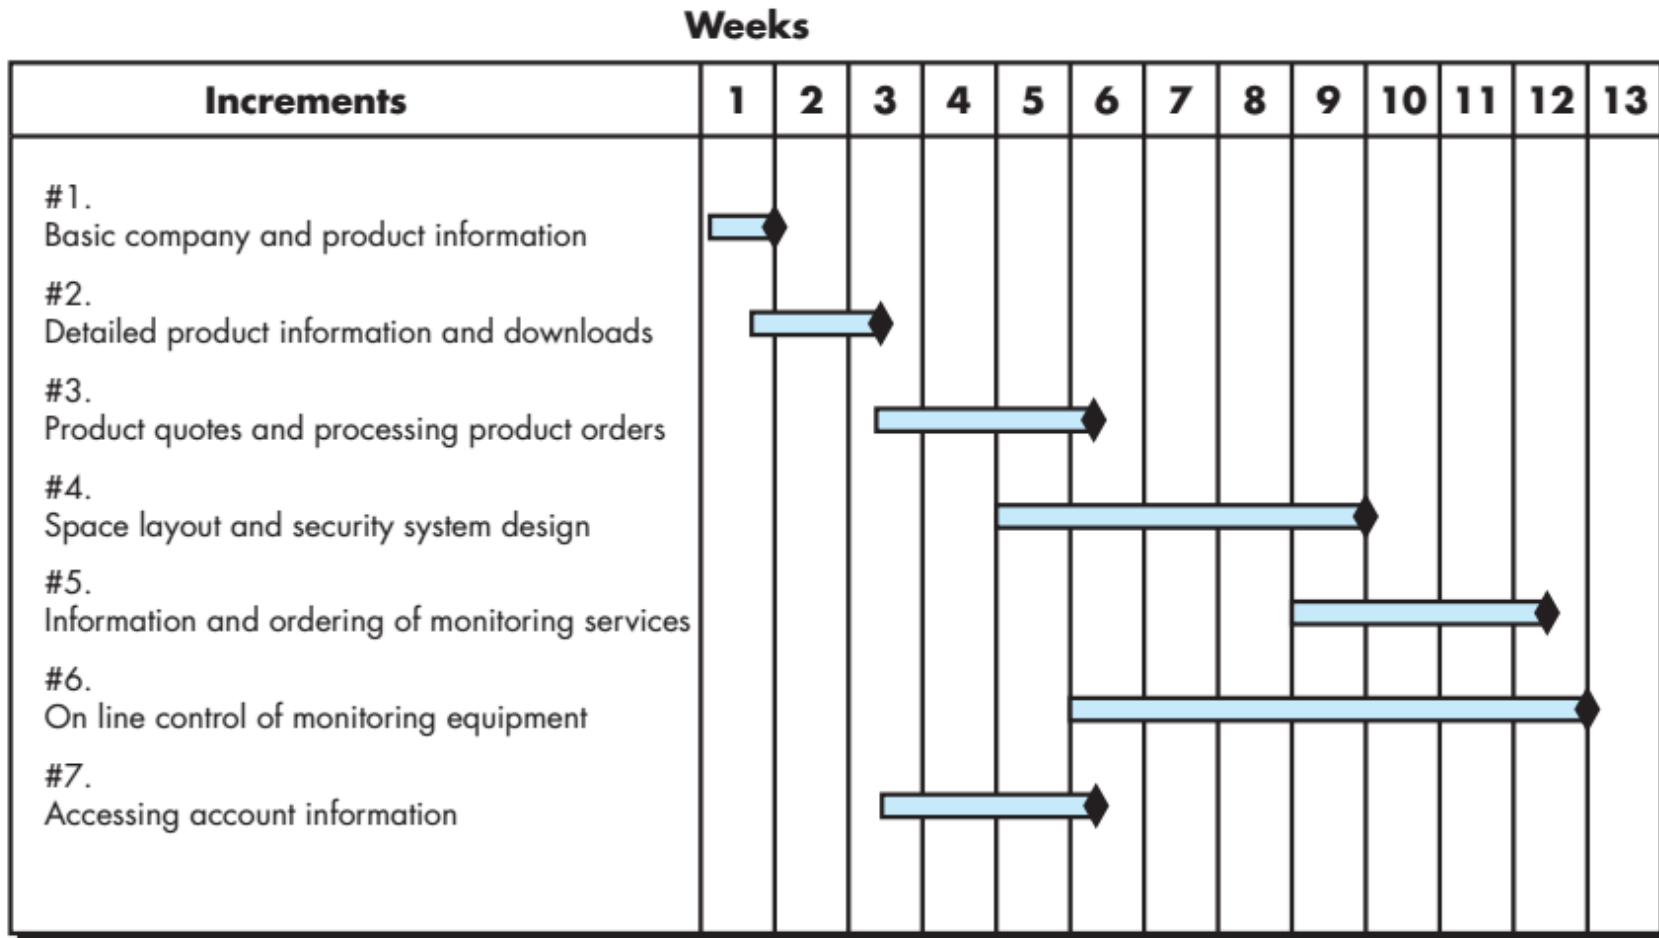 Weeks
Increments 1 2 3 4 5 6 7 8 9 10 11 12 13
#1.
Basic company and product information
#2.
Detailed product information and downloads
#3.
Product quotes and processing product orders
#4.
Space layout and security system design
#5.
Information and ordering of monitoring services
#6.
On line control of monitoring equipment
#7.
Accessing account information